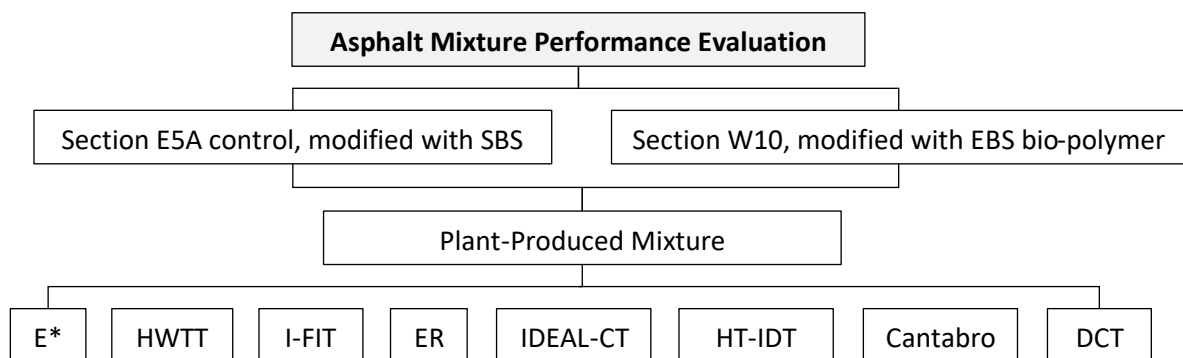 Asphalt Mixture Performance Evaluation
Section E5A control, modified with SBS
Section W10, modified with EBS bio-polymer
Plant-Produced Mixture
E*
HWTT
I-FIT
ER
IDEAL-CT
HT-IDT
Cantabro
DCT